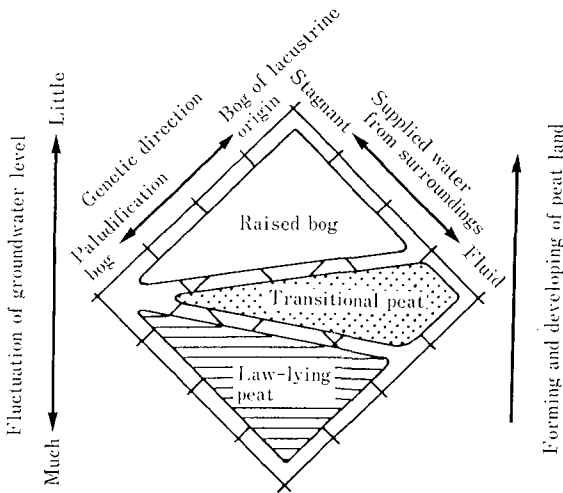 Fluctuation of groundwater level
Little
Much
Genetic direction
Paludification
bog
Bog of lacustrine
origin
Stagnant
Supplied water
from surroundings
Fluid
Raised bog
Transitional peat
Law-lying
peat
Forming and developing of peat land